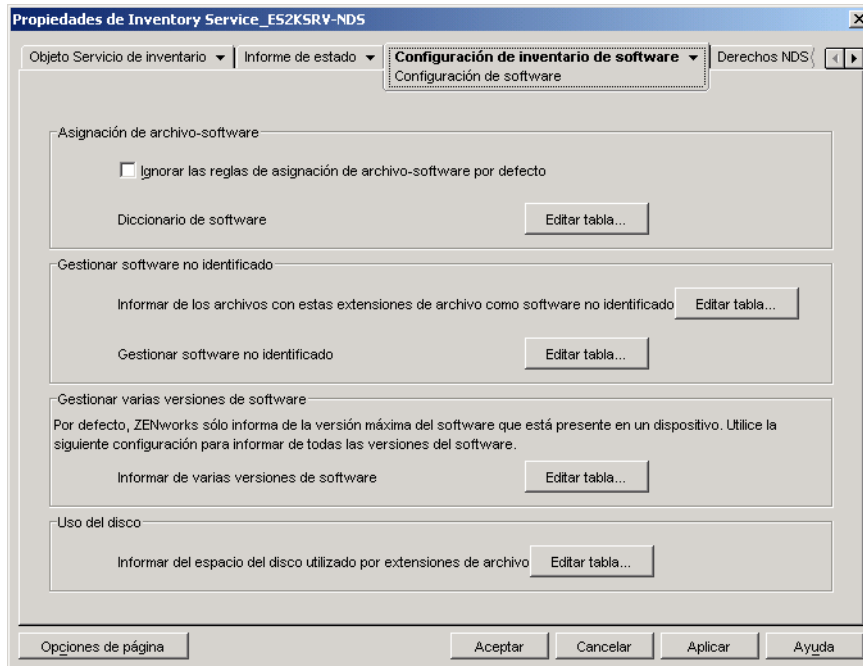 Propiedades de Inventory Service_ES2KSRV-NDS
Objeto Servicio de inventario
Informe de estado
Configuración de inventario de software
Derechos NDS
Configuración de software
Asignación de archivo-software
Ignorar las reglas de asignación de archivo-software por defecto
Diccionario de software
Editar tabla...
Gestionar software no identificado
Informar de los archivos con estas extensiones de archivo como software no identificado
Editar tabla...
Gestionar software no identificado
Editar tabla...
Gestionar varias versiones de software
Por defecto, ZENworks sólo informa de la versión máxima del software que está presente en un dispositivo. Utilice la
siguiente configuración para informar de todas las versiones del software.
Informar de varias versiones de software
Editar tabla...
Uso del disco
Informar del espacio del disco utilizado por extensiones de archivo
Editar tabla...
Opciones de página
Aceptar
Cancelar
Aplicar
Ayuda